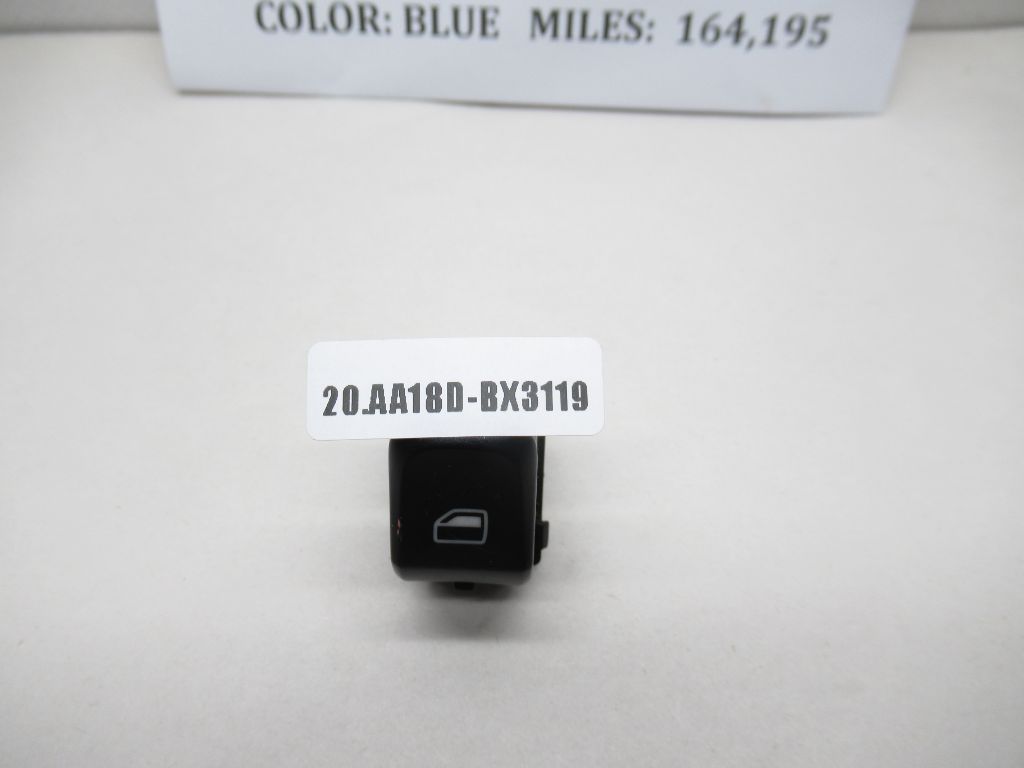 COLOR: BLUE MILES: 164,195
20.AA18D-BX3119